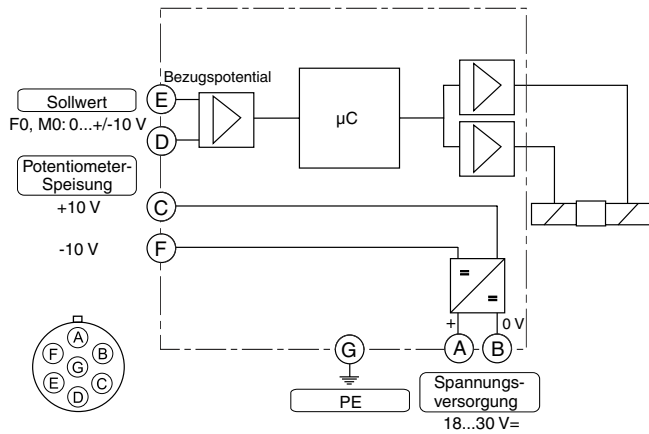 Bezugspotential
Sollwert
E
F0, M0: 0...+/-10 V
D
µC
Potentiometer-
Speisung
+10 V
C
-10 V
F
=
=
+
0 V
A
B
G
PE
Spannungs-
versorgung
18...30 V=
A
F
B
G
E
C
D